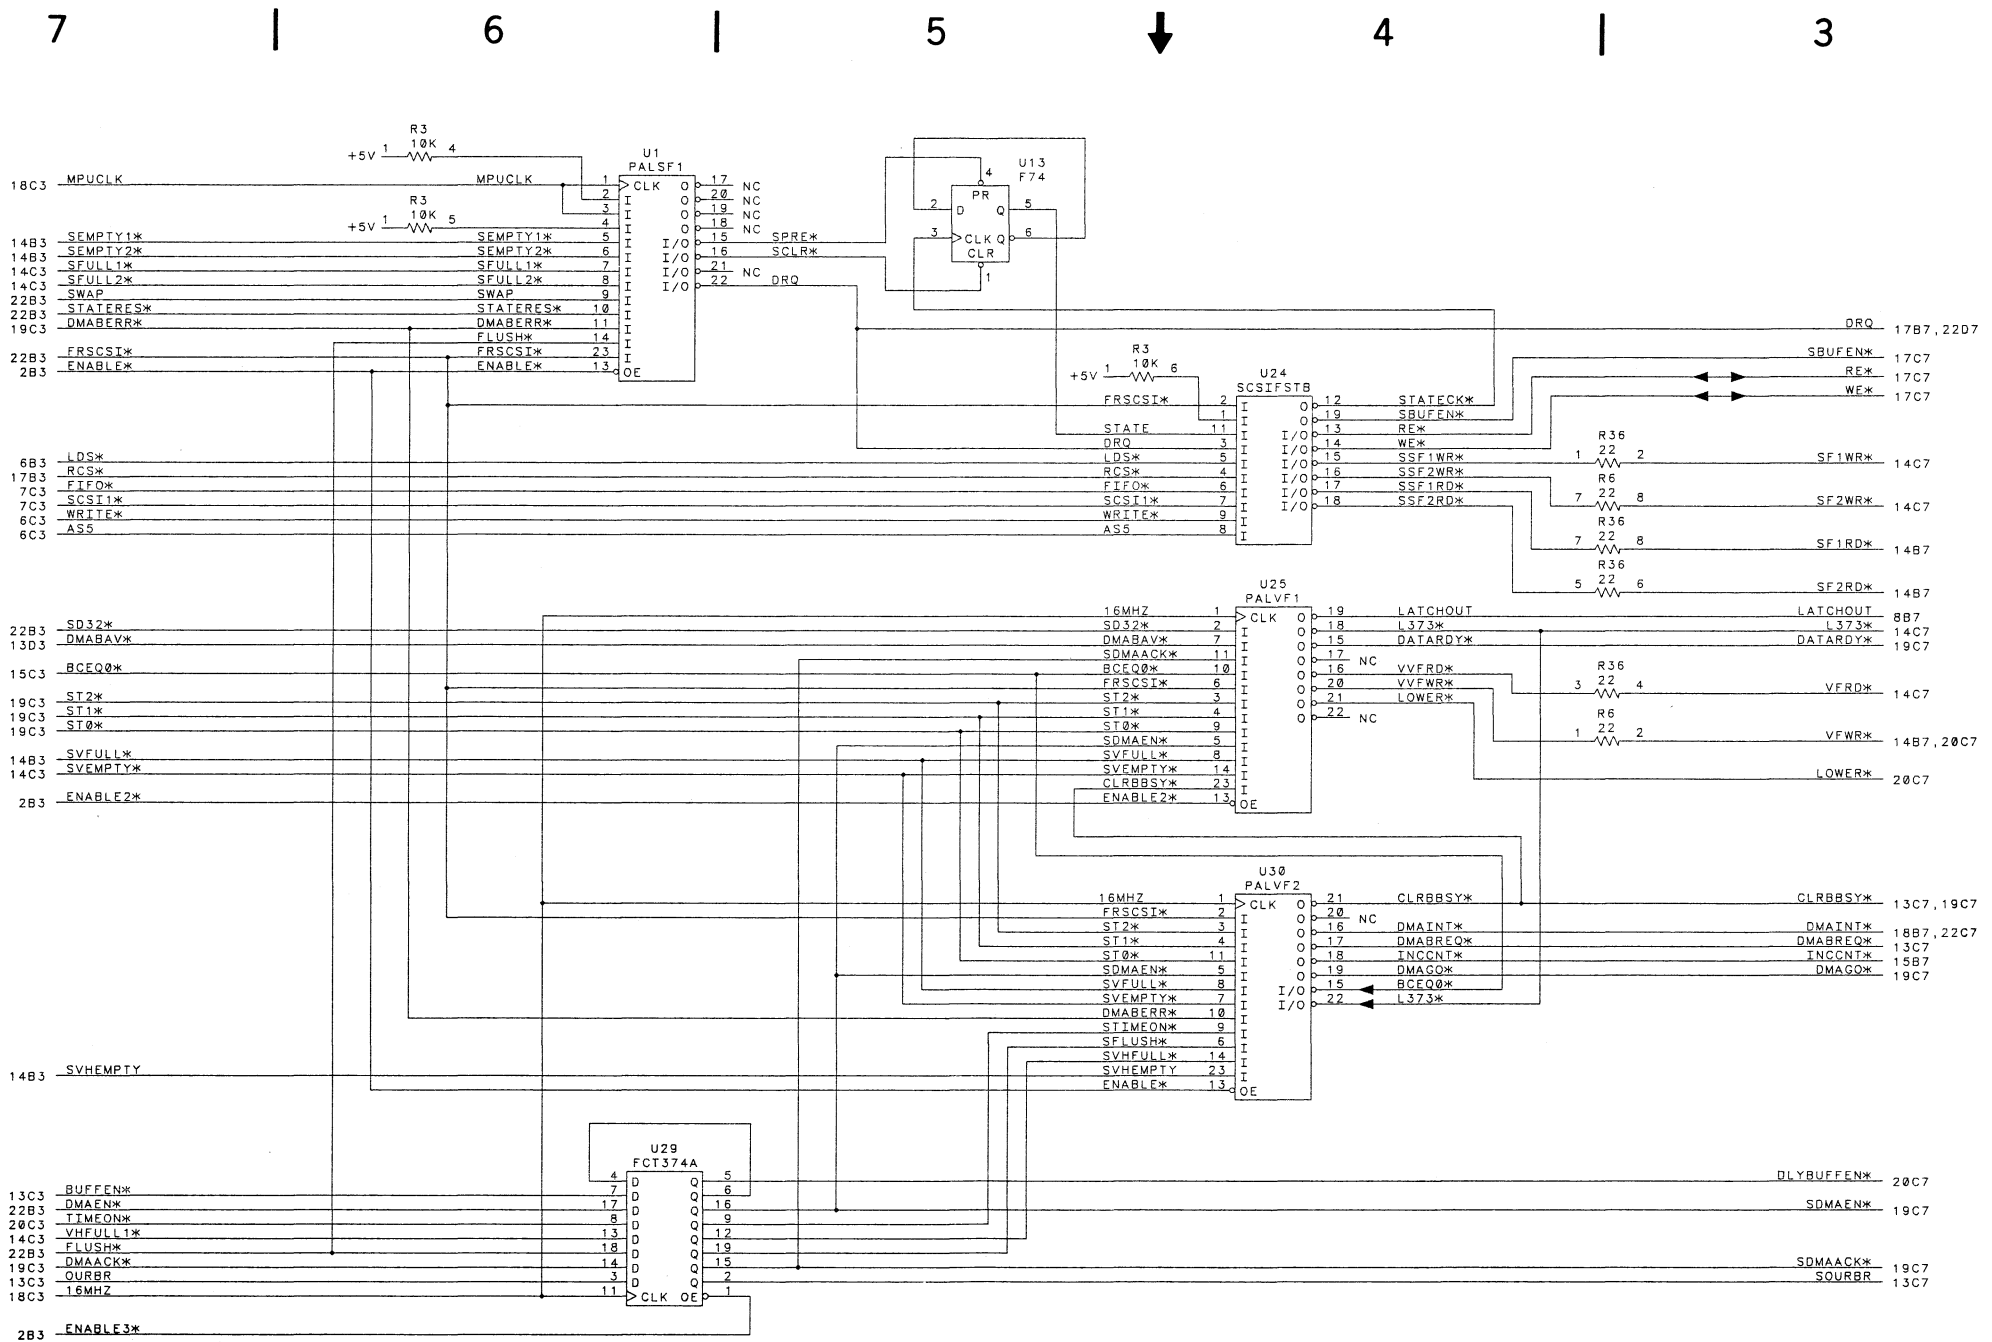 7 6 5 4 3
R3
10K
+5V 1 4
U1
PALSF1
18C3 MPUCLK MPUCLK 1 CLK O 17 NC
2 I O 20 NC
3 I O 19 NC
R3
10K
+5V 1 5 4 I O 18 NC
14B3 SEMPTY1* SEMPTY1* 5 I I/O 15 SPRE*
14B3 SEMPTY2* SEMPTY2* 6 I I/O 16 SCLR*
14C3 SFULL1* SFULL1* 7 I I/O 21 NC
14C3 SFULL2* SFULL2* 8 I I/O 22 DRQ
22B3 SWAP SWAP 9 I
22B3 STATERES* STATERES* 10 I
19C3 DMABERR* DMABERR* 11 I
FLUSH* 14 I
22B3 FRSCSI* FRSCSI* 23 I
2B3 ENABLE* ENABLE* 13 OE
U13
F74
4
PR
2 D Q 5
3 CLK Q 6
CLR
1
DRQ 17B7,22D7
SBUFEN* 17C7
RE* 17C7
WE* 17C7
R3
10K
+5V 1 6
U24
SCSIFSTB
FRSCSI* 2 I O 12 STATECK*
1 I O 19 SBUFEN*
STATE 11 I I/O 13 RE*
DRQ 3 I I/O 14 WE*
6B3 LDS* LDS* 5 I I/O 15 SSF1WR* 1 R36 22 2 SF1WR* 14C7
17B3 RCS* RCS* 4 I I/O 16 SSF2WR*
7C3 FIFO* FIFO* 6 I I/O 17 SSF1RD*
7C3 SCSI1* SCSI1* 7 I I/O 18 SSF2RD* 7 R6 22 8 SF2WR* 14C7
6C3 WRITE* WRITE* 9 I
6C3 AS5 AS5 8 I
7 R36 22 8 SF1RD* 14B7
5 R36 22 6 SF2RD* 14B7
U25
PALVF1
16MHZ 1 CLK O 19 LATCHOUT LATCHOUT 8B7
22B3 SD32* SD32* 2 I O 18 L373* L373* 14C7
13D3 DMABAV* DMABAV* 7 I O 15 DATARDY* DATARDY* 19C7
SDMAACK* 11 I O 17 NC
15C3 BCEQ0* BCEQ0* 10 I O 16 VVFRD*
FRSCSI* 6 I O 20 VVFWR* 3 R36 22 4 VFRD* 14C7
19C3 ST2* ST2* 3 I O 21 LOWER*
19C3 ST1* ST1* 4 I O 22 NC
19C3 ST0* ST0* 9 I
SDMAEN* 5 I 1 R6 22 2 VFWR* 14B7,20C7
14B3 SVFULL* SVFULL* 8 I
14C3 SVEMPTY* SVEMPTY* 14 I LOWER* 20C7
CLRBBSY* 23 I
2B3 ENABLE2* ENABLE2* 13 OE
U30
PALVF2
16MHZ 1 CLK O 21 CLRBBSY* CLRBBSY* 13C7,19C7
FRSCSI* 2 I O 20 NC
ST2* 3 I O 16 DMAINT* DMAINT* 18B7,22C7
ST1* 4 I O 17 DMABREQ* DMABREQ* 13C7
ST0* 11 I O 18 INCCNT* INCCNT* 15B7
SDMAEN* 5 I O 19 DMAGO* DMAGO* 19C7
SVFULL* 8 I I/O 15 BCEQ0*
SVEMPTY* 7 I I/O 22 L373*
DMABERR* 10 I
STIMEON* 9 I
SFLUSH* 6 I
SVHFULL* 14 I
14B3 SVHEMPTY SVHEMPTY 23 I
ENABLE* 13 OE
U29
FCT374A
4 D Q 5 DLYBUFFEN* 20C7
13C3 BUFFEN* 7 D Q 6
22B3 DMAEN* 17 D Q 16 SDMAEN* 19C7
20C3 TIMEON* 8 D Q 9
14C3 VHFULL1* 13 D Q 12
22B3 FLUSH* 18 D Q 19
19C3 DMAACK* 14 D Q 15 SDMAACK* 19C7
13C3 OURBR 3 D Q 2 SOURBR 13C7
18C3 16MHZ 11 CLK OE 1
2B3 ENABLE3*